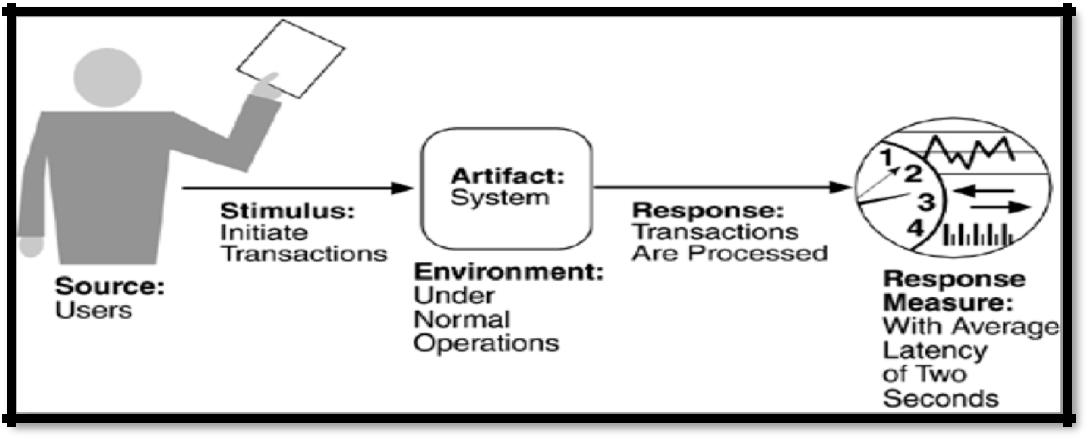 Source:
Users
Stimulus:
Initiate
Transactions
Artifact:
System
Environment:
Under
Normal
Operations
Response:
Transactions
Are Processed
1
2
3
4
Response
Measure:
With Average
Latency
of Two
Seconds